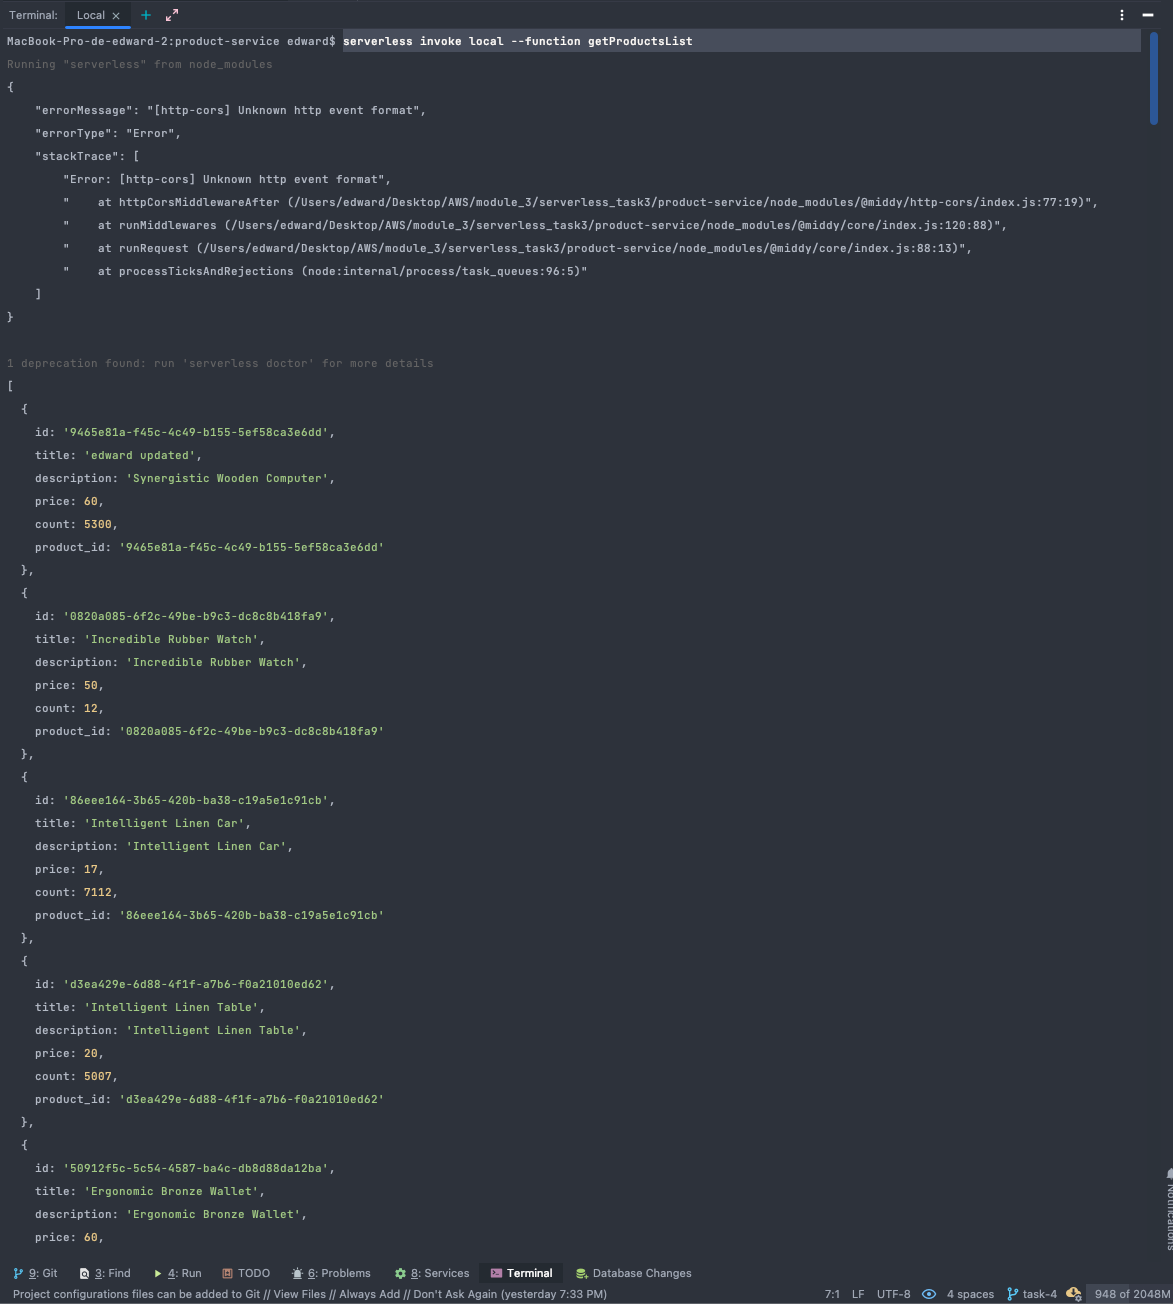 Terminal: Local
MacBook-Pro-de-edward-2:product-service edward$ serverless invoke local --function getProductsList
Running "serverless" from node_modules
{
    "errorMessage": "[http-cors] Unknown http event format",
    "errorType": "Error",
    "stackTrace": [
        "Error: [http-cors] Unknown http event format",
        "    at httpCorsMiddlewareAfter (/Users/edward/Desktop/AWS/module_3/serverless_task3/product-service/node_modules/@middy/http-cors/index.js:77:19)",
        "    at runMiddlewares (/Users/edward/Desktop/AWS/module_3/serverless_task3/product-service/node_modules/@middy/core/index.js:120:88)",
        "    at runRequest (/Users/edward/Desktop/AWS/module_3/serverless_task3/product-service/node_modules/@middy/core/index.js:88:13)",
        "    at processTicksAndRejections (node:internal/process/task_queues:96:5)"
    ]
}
1 deprecation found: run 'serverless doctor' for more details
[
  {
    id: '9465e81a-f45c-4c49-b155-5ef58ca3e6dd',
    title: 'edward updated',
    description: 'Synergistic Wooden Computer',
    price: 60,
    count: 5300,
    product_id: '9465e81a-f45c-4c49-b155-5ef58ca3e6dd'
  },
  {
    id: '0820a085-6f2c-49be-b9c3-dc8c8b418fa9',
    title: 'Incredible Rubber Watch',
    description: 'Incredible Rubber Watch',
    price: 50,
    count: 12,
    product_id: '0820a085-6f2c-49be-b9c3-dc8c8b418fa9'
  },
  {
    id: '86eee164-3b65-420b-ba38-c19a5e1c91cb',
    title: 'Intelligent Linen Car',
    description: 'Intelligent Linen Car',
    price: 17,
    count: 7112,
    product_id: '86eee164-3b65-420b-ba38-c19a5e1c91cb'
  },
  {
    id: 'd3ea429e-6d88-4f1f-a7b6-f0a21010ed62',
    title: 'Intelligent Linen Table',
    description: 'Intelligent Linen Table',
    price: 20,
    count: 5007,
    product_id: 'd3ea429e-6d88-4f1f-a7b6-f0a21010ed62'
  },
  {
    id: '50912f5c-5c54-4587-ba4c-db8d88da12ba',
    title: 'Ergonomic Bronze Wallet',
    description: 'Ergonomic Bronze Wallet',
    price: 60,
Notifications
9: Git 3: Find 4: Run TODO 6: Problems 8: Services Terminal Database Changes
Project configurations files can be added to Git // View Files // Always Add // Don't Ask Again (yesterday 7:33 PM) 7:1 LF UTF-8 4 spaces task-4 948 of 2048M